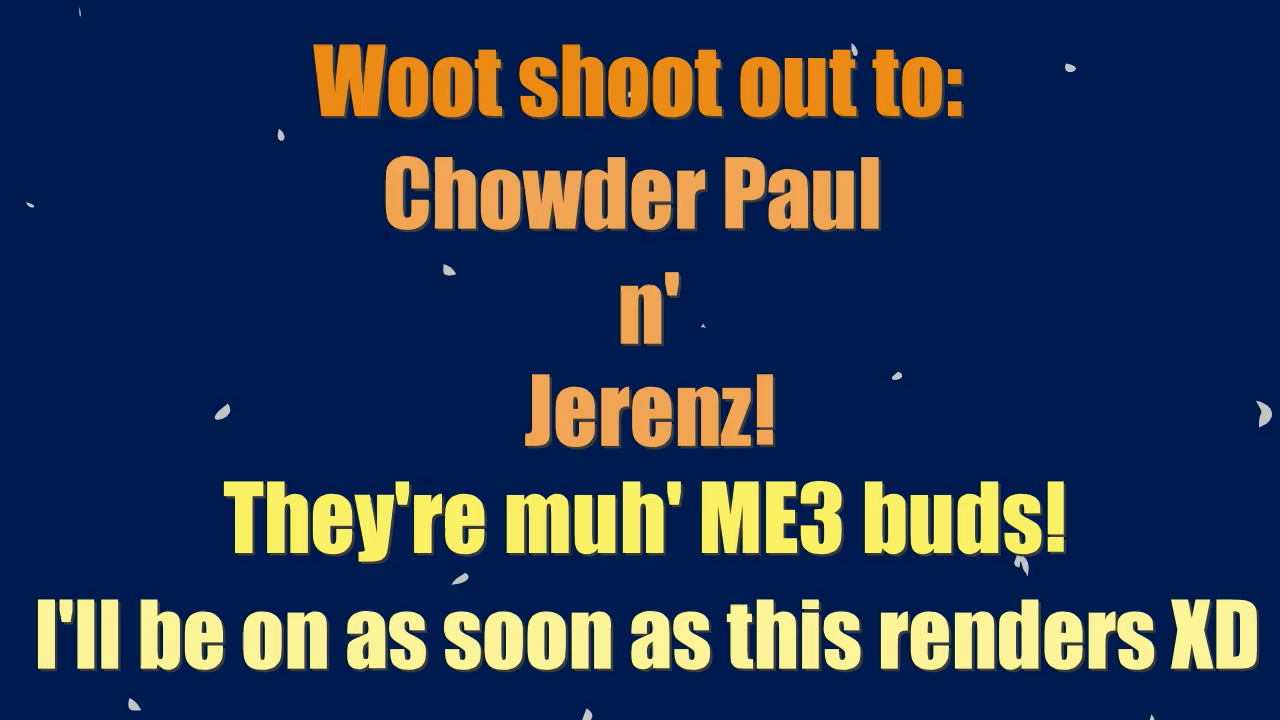 Woot shoot out to:
Chowder Paul
n'
Jerenz!
They're muh' ME3 buds!
I'll be on as soon as this renders XD